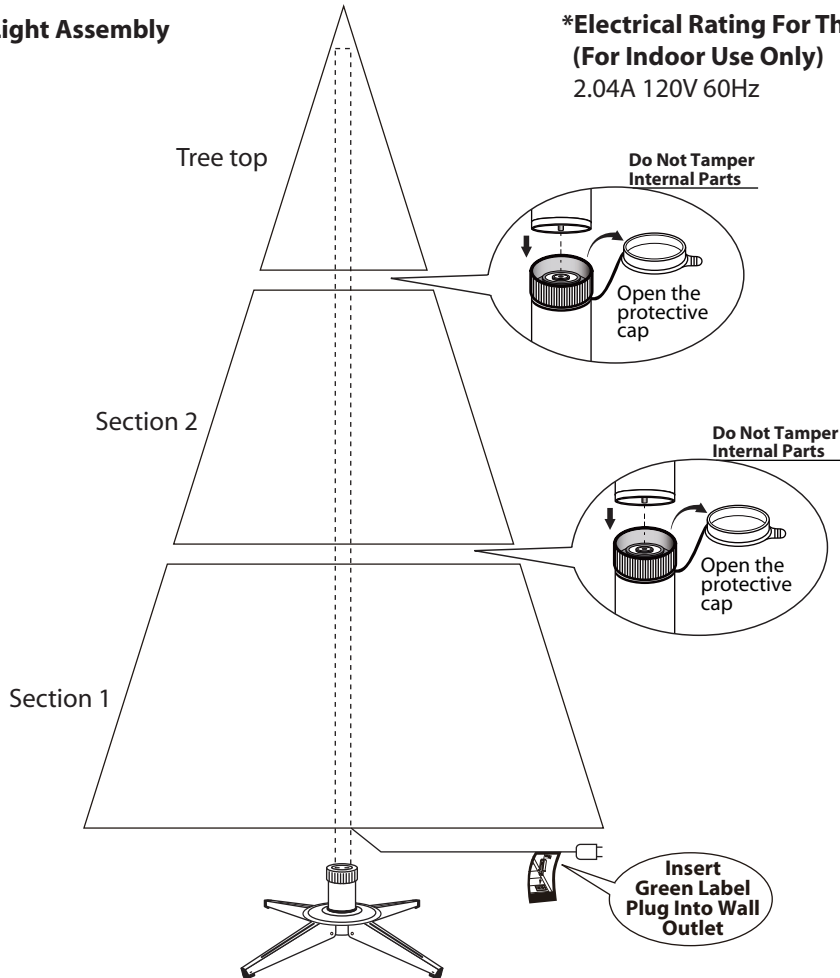 Light Assembly
*Electrical Rating For
(For Indoor Use Only)
2.04A 120V 60Hz
Tree top
Do Not Tamper
Internal Parts
Open the
protective
cap
Section 2
Do Not Tamper
Internal Parts
Open the
protective
cap
Section 1
Insert
Green Label
Plug Into Wall
Outlet